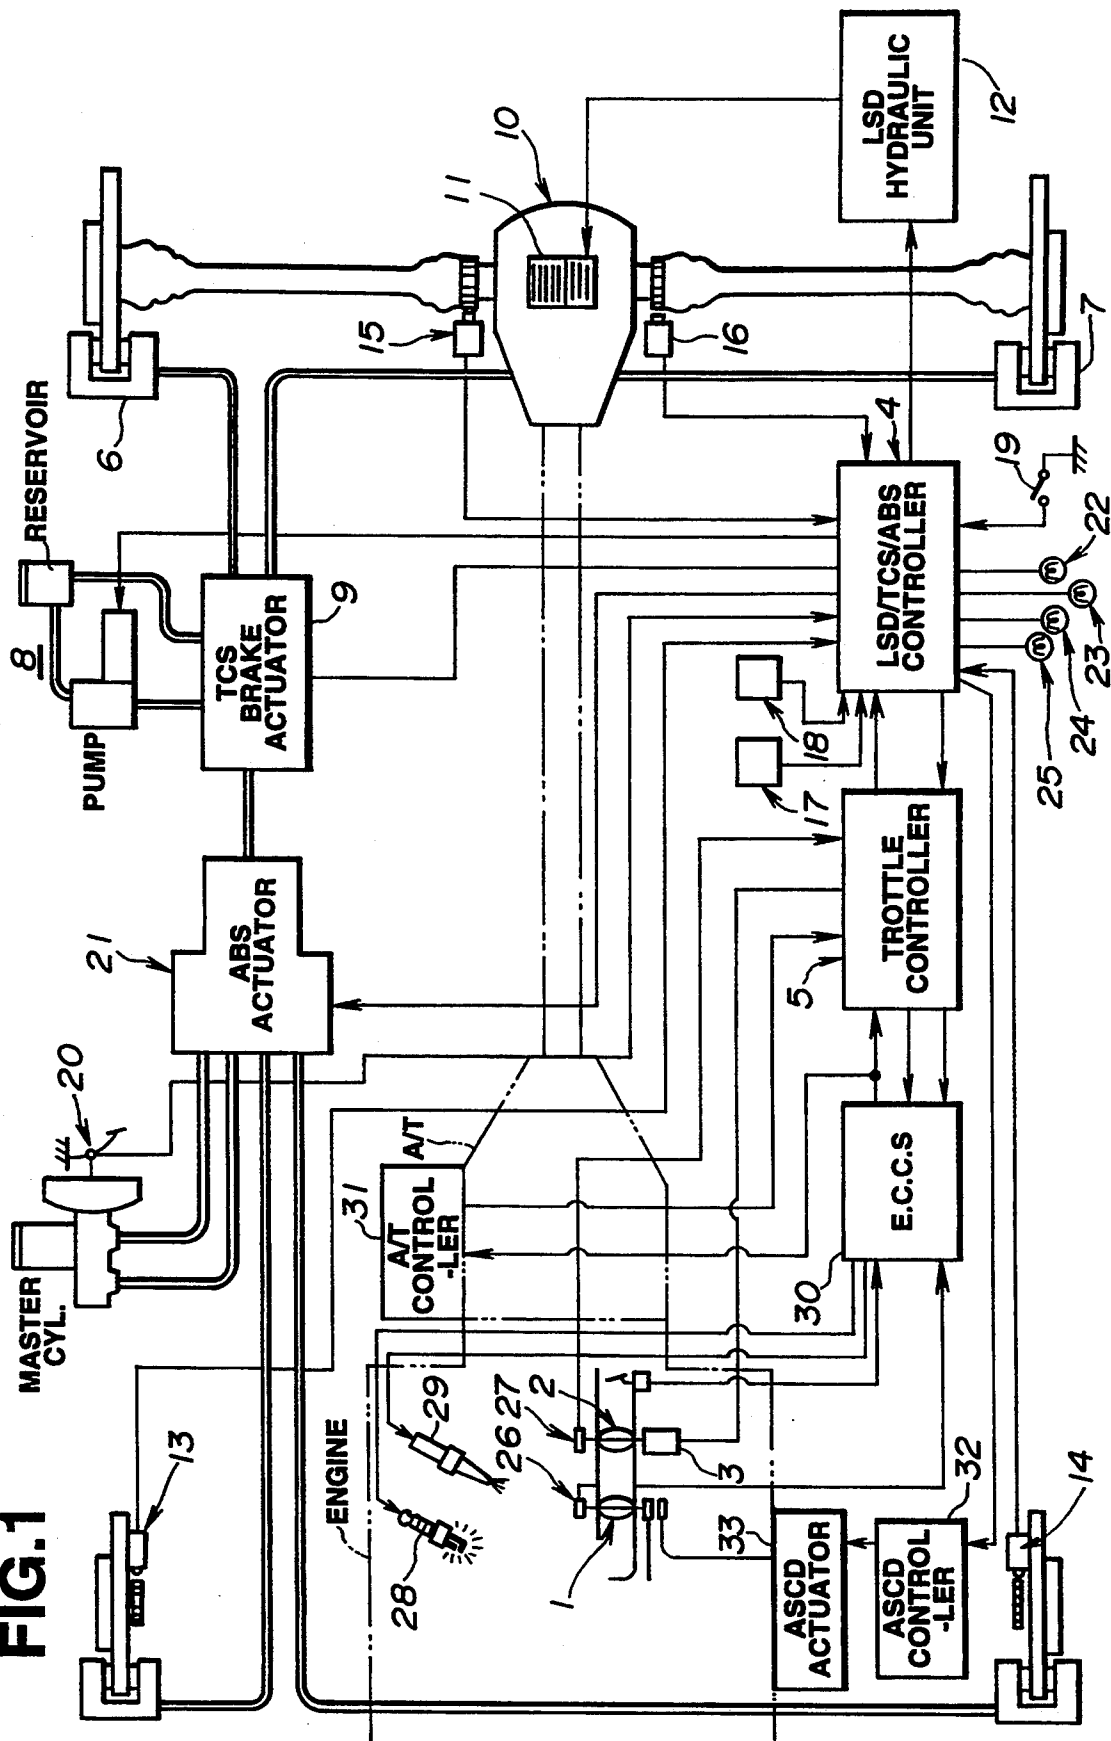 FIG.1
MASTER
CYL.
20
21
ABS
ACTUATOR
PUMP
8
RESERVOIR
TCS
BRAKE
ACTUATOR
9
6
13
ENGINE
31
A/T
CONTROL
-LER
A/T
15
11
10
16
28
29
26
27
2
1
3
33
ASCD
ACTUATOR
ASCD
CONTROL
-LER
32
14
30
E.C.C.S
5
TROTTLE
CONTROLLER
17
18
LSD/TCS/ABS
CONTROLLER
4
19
22
23
24
25
LSD
HYDRAULIC
UNIT
12
7